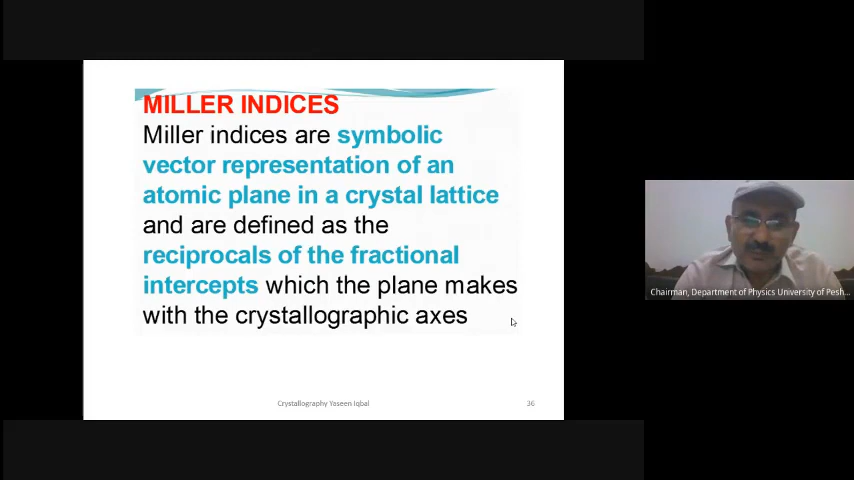 MILLER INDICES
Miller indices are symbolic
vector representation of an
atomic plane in a crystal lattice
and are defined as the
reciprocals of the fractional
intercepts which the plane makes
with the crystallographic axes
Crystallography Yaseen Iqbal
36
Chairman, Department of Physics University of Pesh...